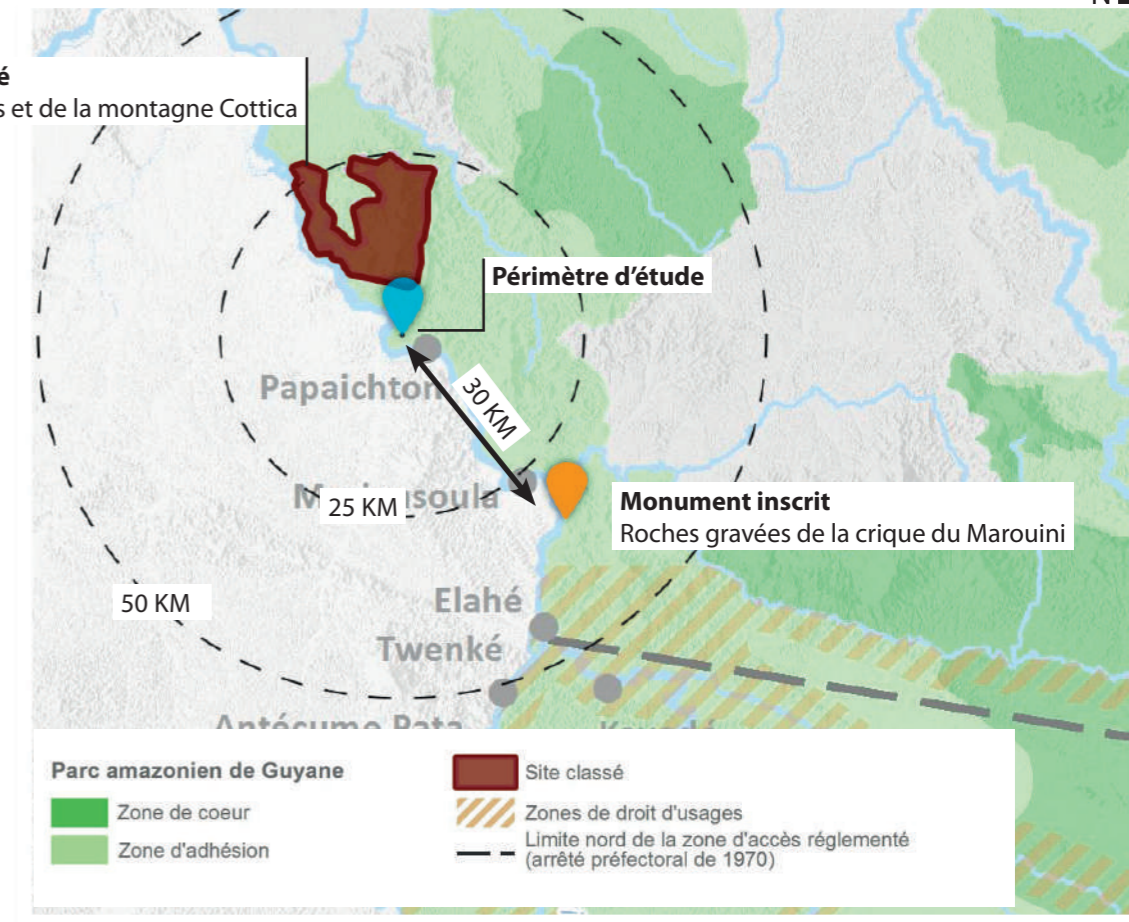 é
s et de la montagne Cottica
Périmètre d'étude
Papaichton
30 KM
25 KM
Monument inscrit
Roches gravées de la crique du Marouini
50 KM
Elahé
Twenké
Antécume Pata
Parc amazonien de Guyane
Zone de coeur
Zone d'adhésion
Site classé
Zones de droit d'usages
Limite nord de la zone d'accès réglementé
(arrêté préfectoral de 1970)